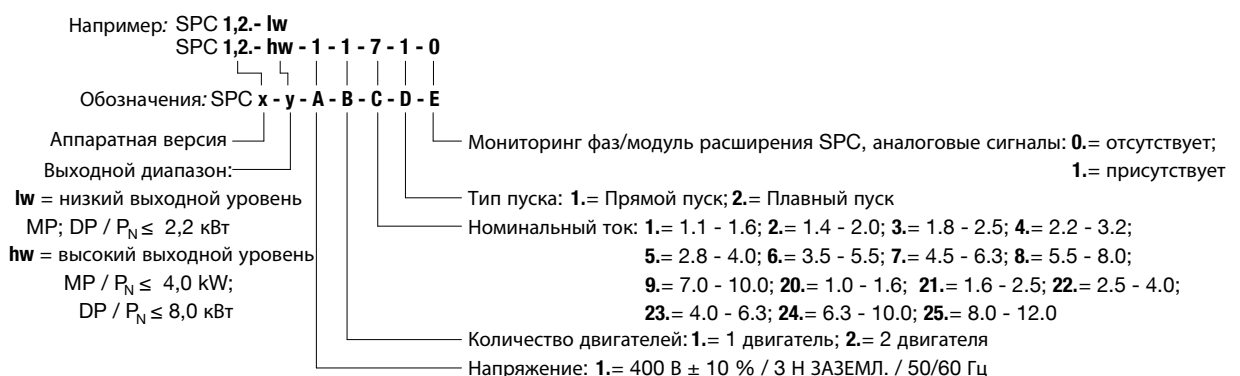 Например: SPC 1,2.- lw
SPC 1,2.- hw - 1 - 1 - 7 - 1 - 0
Обозначения: SPC x - y - A - B - C - D - E
Аппаратная версия
Мониторинг фаз/модуль расширения SPC, аналоговые сигналы: 0.= отсутствует;
1.= присутствует
Выходной диапазон:
lw = низкий выходной уровень
MP; DP / PN ≤ 2,2 кВт
hw = высокий выходной уровень
MP / PN ≤ 4,0 kW;
DP / PN ≤ 8,0 кВт
Тип пуска: 1.= Прямой пуск; 2.= Плавный пуск
Номинальный ток: 1.= 1.1 - 1.6; 2.= 1.4 - 2.0; 3.= 1.8 - 2.5; 4.= 2.2 - 3.2;
5.= 2.8 - 4.0; 6.= 3.5 - 5.5; 7.= 4.5 - 6.3; 8.= 5.5 - 8.0;
9.= 7.0 - 10.0; 20.= 1.0 - 1.6; 21.= 1.6 - 2.5; 22.= 2.5 - 4.0;
23.= 4.0 - 6.3; 24.= 6.3 - 10.0; 25.= 8.0 - 12.0
Количество двигателей: 1.= 1 двигатель; 2.= 2 двигателя
Напряжение: 1.= 400 В ± 10 % / 3 Н ЗАЗЕМЛ. / 50/60 Гц